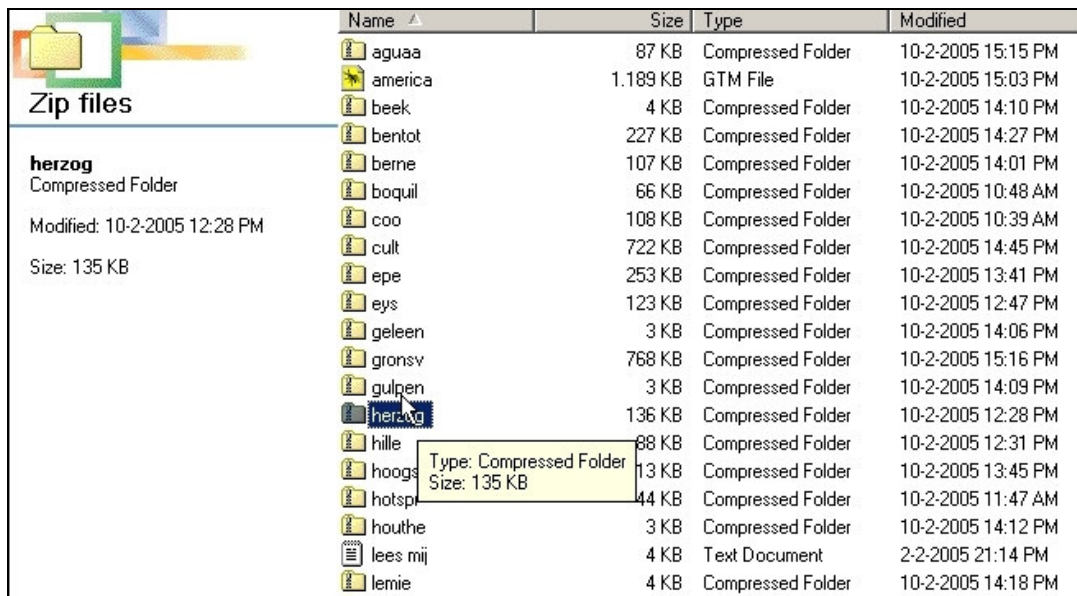 Zip files
herzog
Compressed Folder
Modified: 10-2-2005 12:28 PM
Size: 135 KB
Name Size Type Modified
aguaa 87 KB Compressed Folder 10-2-2005 15:15 PM
america 1.189 KB GTM File 10-2-2005 15:03 PM
beek 4 KB Compressed Folder 10-2-2005 14:10 PM
bentot 227 KB Compressed Folder 10-2-2005 14:27 PM
berne 107 KB Compressed Folder 10-2-2005 14:01 PM
boquil 66 KB Compressed Folder 10-2-2005 10:48 AM
coo 108 KB Compressed Folder 10-2-2005 10:39 AM
cult 722 KB Compressed Folder 10-2-2005 14:45 PM
epe 253 KB Compressed Folder 10-2-2005 13:41 PM
eys 123 KB Compressed Folder 10-2-2005 12:47 PM
geleen 3 KB Compressed Folder 10-2-2005 14:06 PM
gronsv 768 KB Compressed Folder 10-2-2005 15:16 PM
gulpen 3 KB Compressed Folder 10-2-2005 14:09 PM
herzog 136 KB Compressed Folder 10-2-2005 12:28 PM
hille 88 KB Compressed Folder 10-2-2005 12:31 PM
hoogs 13 KB Compressed Folder 10-2-2005 13:45 PM
hotspr 44 KB Compressed Folder 10-2-2005 11:47 AM
Type: Compressed Folder
Size: 135 KB
houthe 3 KB Compressed Folder 10-2-2005 14:12 PM
lees mij 4 KB Text Document 2-2-2005 21:14 PM
lemie 4 KB Compressed Folder 10-2-2005 14:18 PM